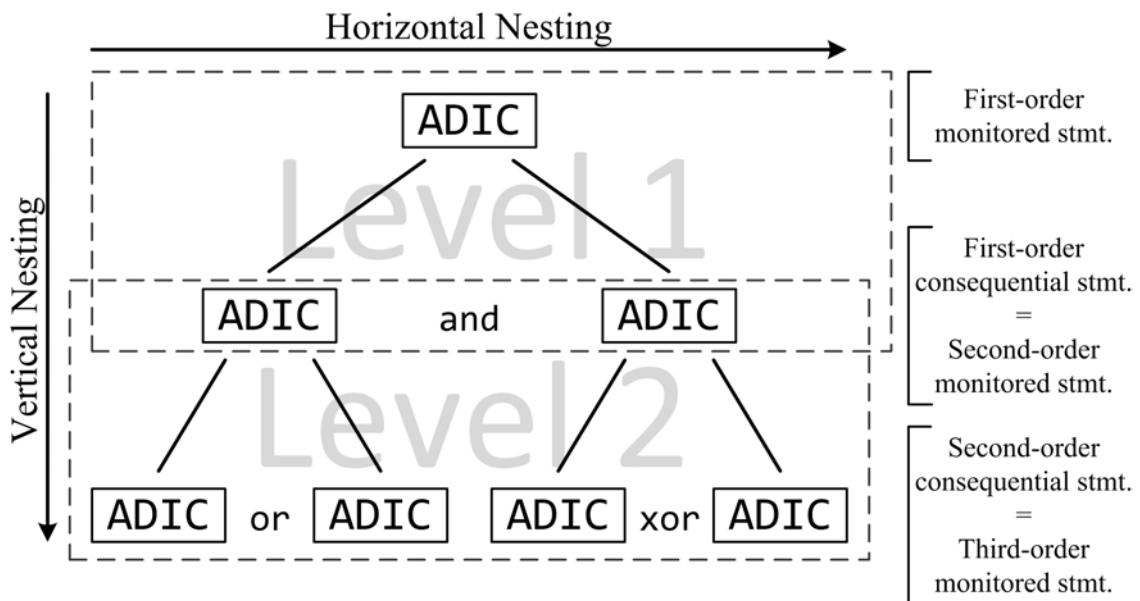 Horizontal Nesting
Vertical Nesting
Level 1
ADIC
First-order
monitored stmt.
ADIC and ADIC
First-order
consequential stmt.
=
Second-order
monitored stmt.
Level 2
ADIC or ADIC ADIC xor ADIC
Second-order
consequential stmt.
=
Third-order
monitored stmt.